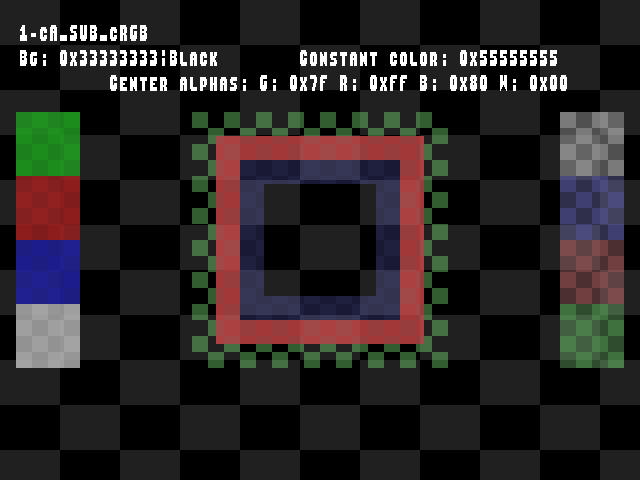 1-cA_SUB_cRGB
Bg: 0x33333333¦Black Constant color: 0x55555555
Center alphas: G: 0x7f R: 0xff B: 0x80 W: 0x00